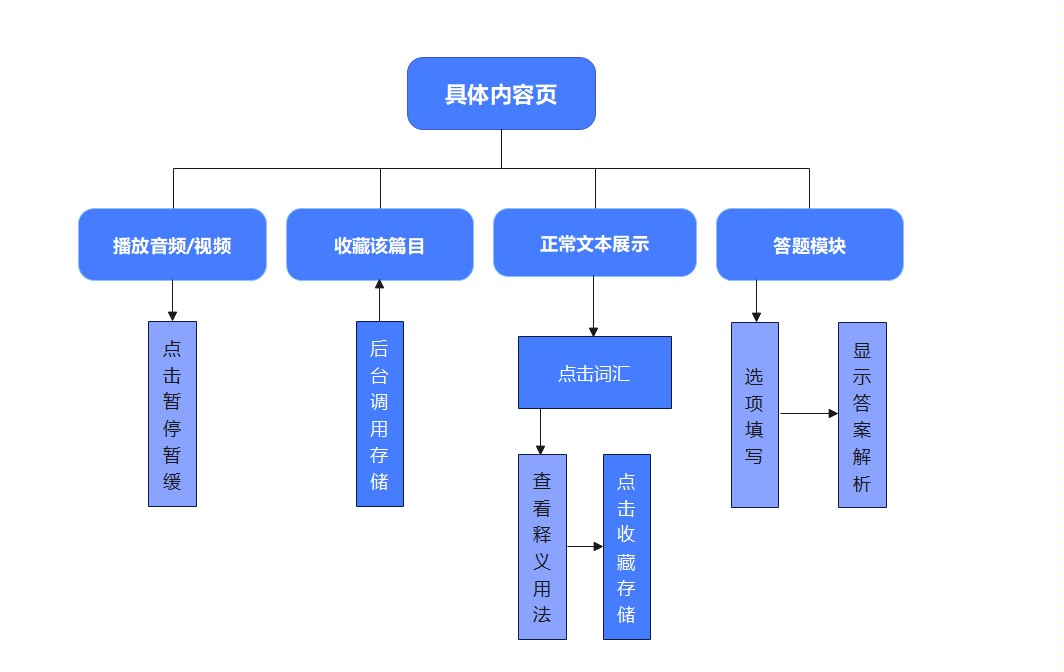 具体内容页
播放音频/视频
收藏该篇目
正常文本展示
答题模块
点击暂停暂缓
后台调用存储
点击词汇
查看释义用法
点击收藏存储
选项填写
显示答案解析